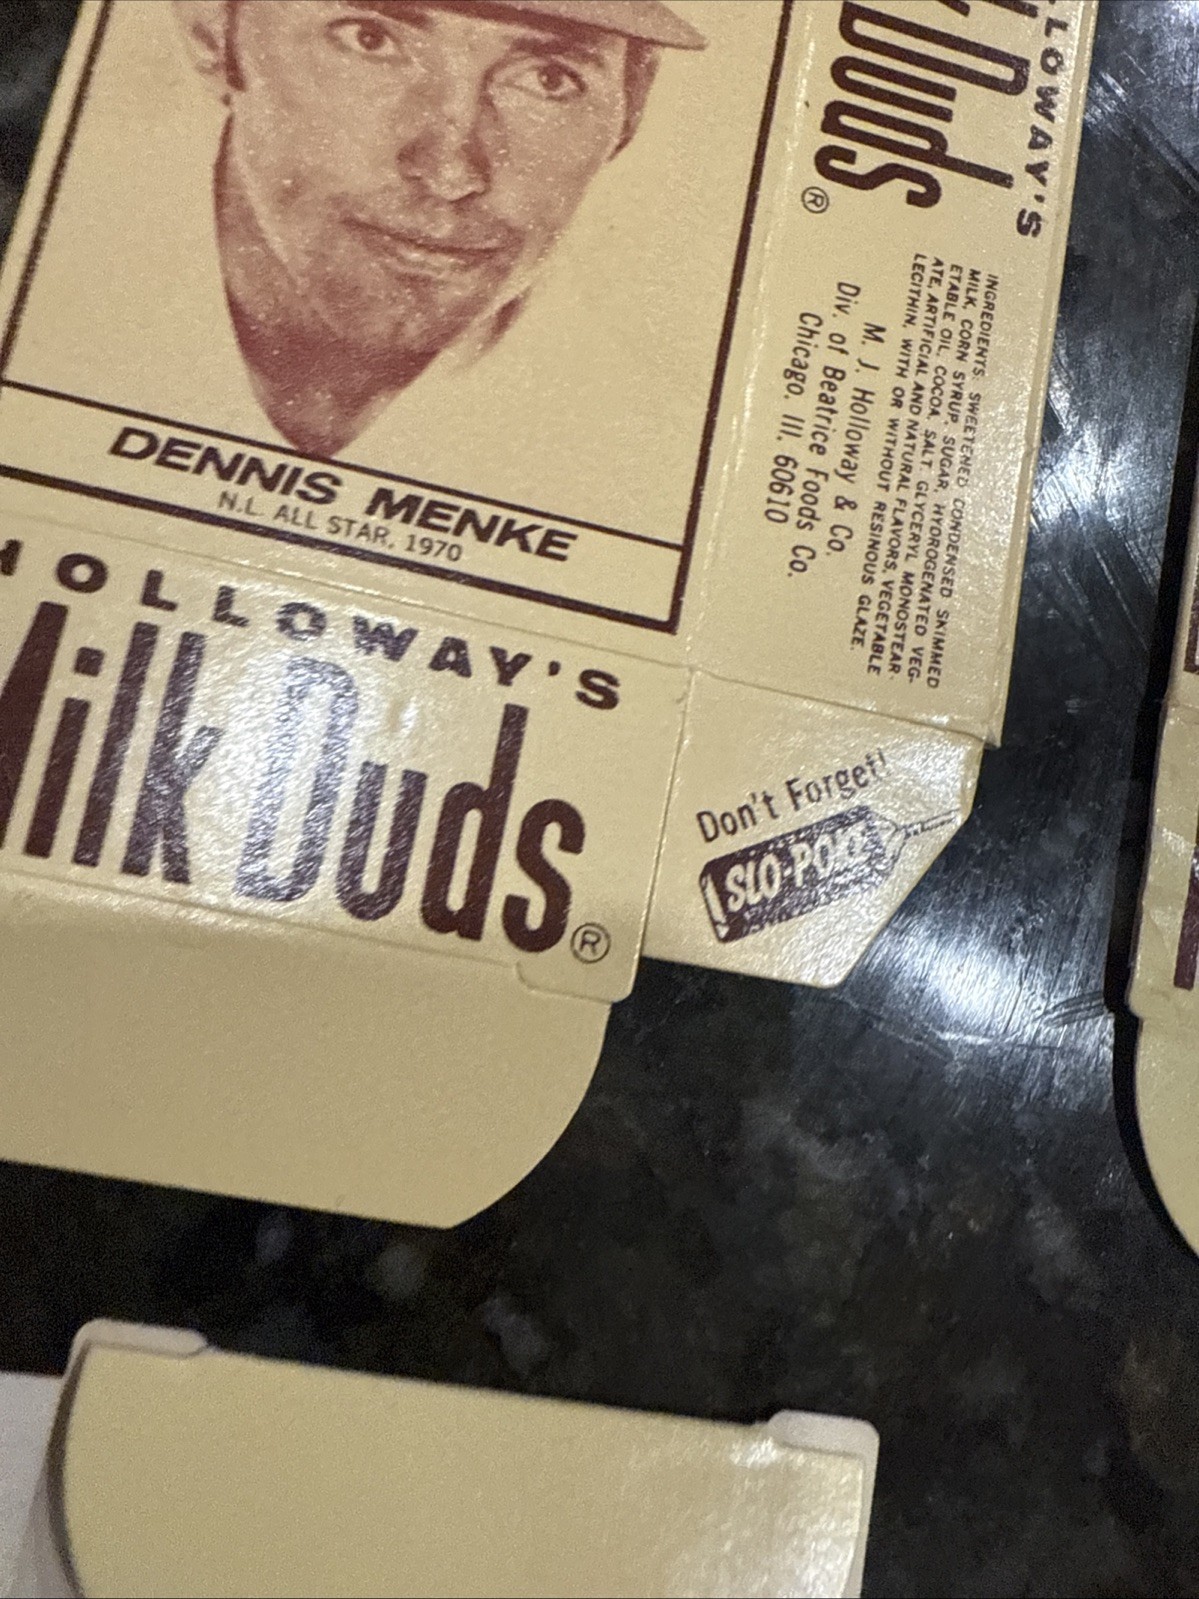 DENNIS MENKE
N.L. ALL STAR, 1970
HOLLOWAY'S
Milk Duds®
Duds®
LLOWAY'S
INGREDIENTS: SWEETENED CONDENSED SKIMMED
MILK, CORN SYRUP, SUGAR, HYDROGENATED VEG-
ETABLE OIL, COCOA, SALT, GLYCERYL MONOSTEAR-
ATE, ARTIFICIAL AND NATURAL FLAVORS, VEGETABLE
LECITHIN, WITH OR WITHOUT RESINOUS GLAZE.
M. J. Holloway & Co.
Div. of Beatrice Foods Co.
Chicago, Ill. 60610
Don't Forget!
SLO-POKE